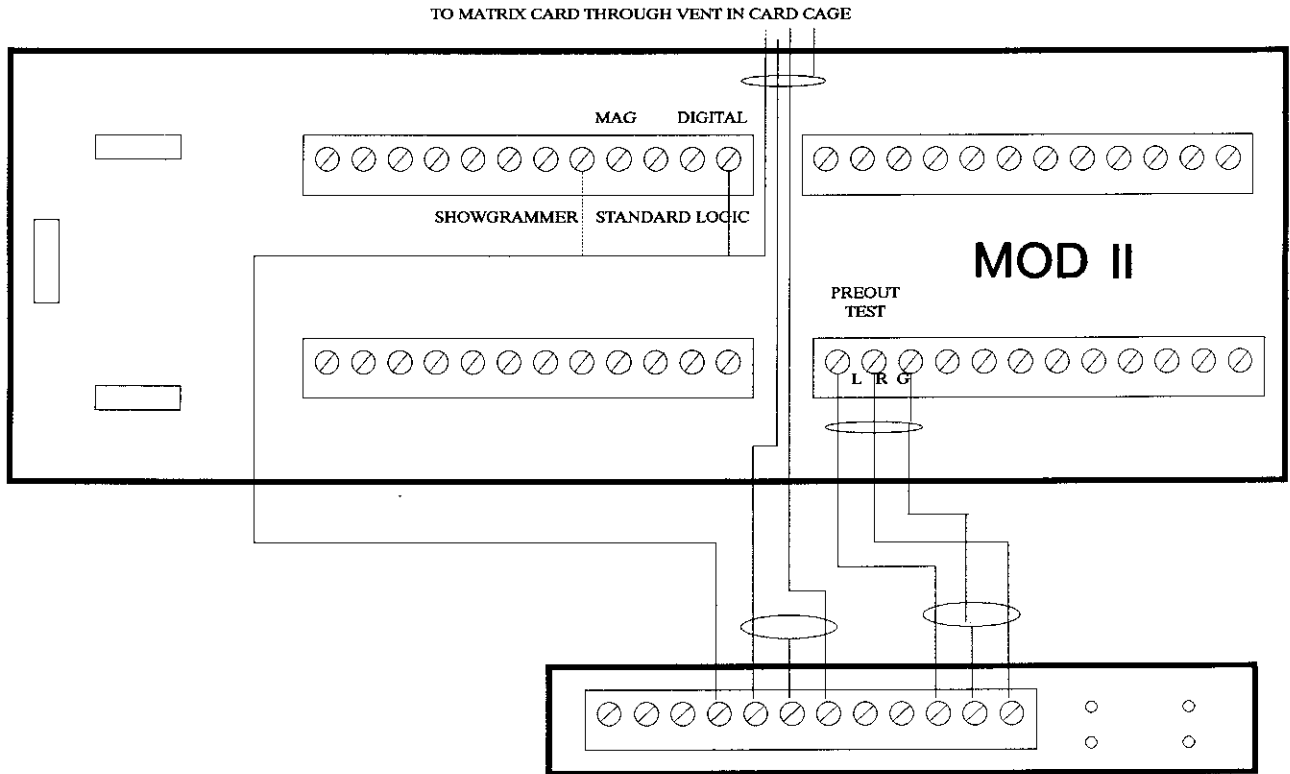 TO MATRIX CARD THROUGH VENT IN CARD CAGE
MAG DIGITAL
SHOWGRAMMER STANDARD LOGIC
MOD II
PREOUT
TEST
L R G